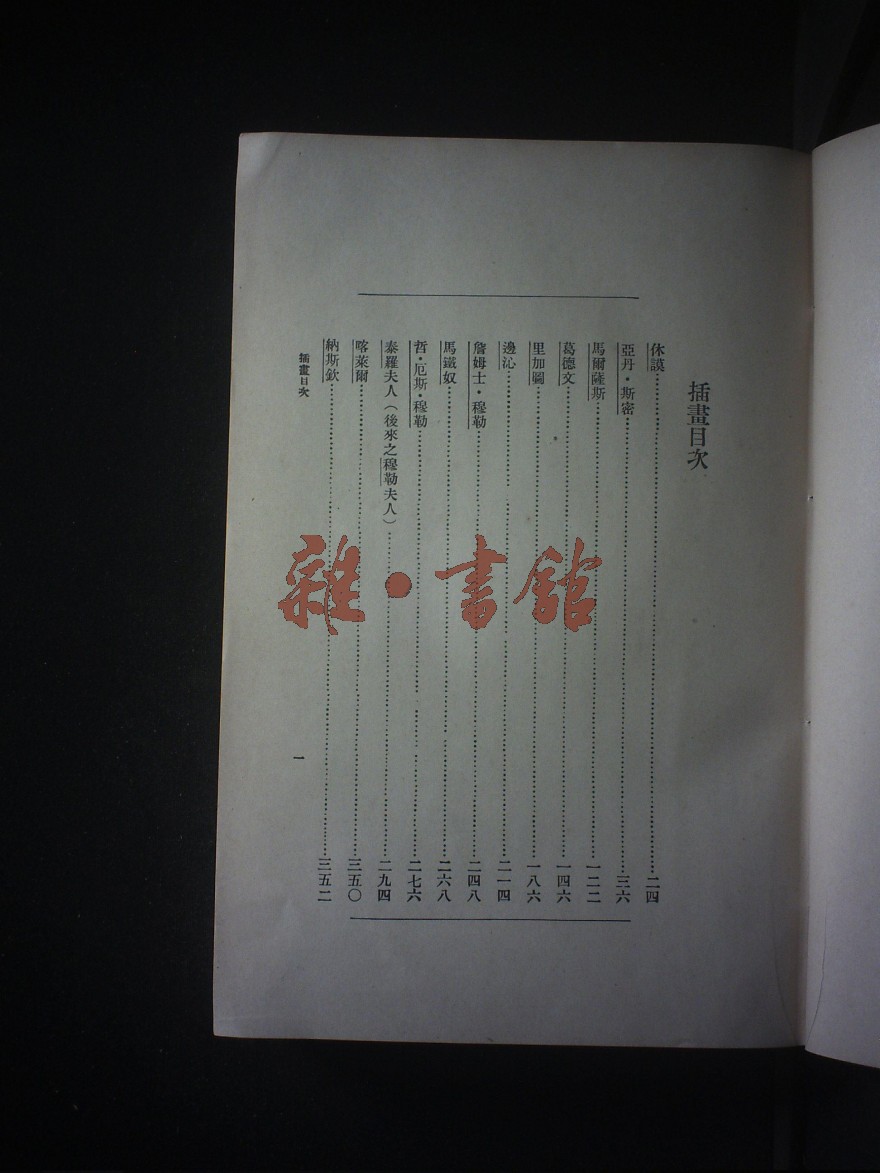 插畫目次
休謨……二四
亞丹·斯密……三六
馬爾薩斯……一二二
葛德文……一四六
里加圖……一八六
邊沁……二一四
詹姆士·穆勒……二四八
馬鐵奴……二六八
哲·厄斯·穆勒……二七六
泰羅夫人(後來之穆勒夫人)……二九四
喀萊爾……三五〇
納斯欽……三五二
插畫目次
一
雜·書館